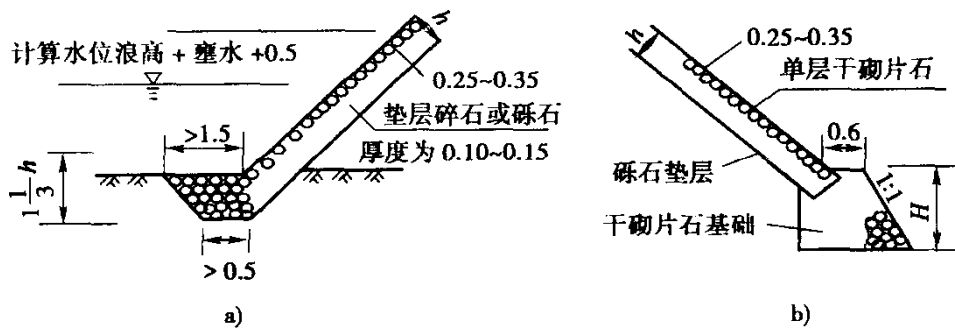 计算水位浪高 + 壅水 +0.5
h
0.25~0.35
垫层碎石或砾石
厚度为 0.10~0.15
>1.5
1 1/3 h
> 0.5
a)
h
0.25~0.35
单层干砌片石
0.6
砾石垫层
1:1
H
干砌片石基础
b)